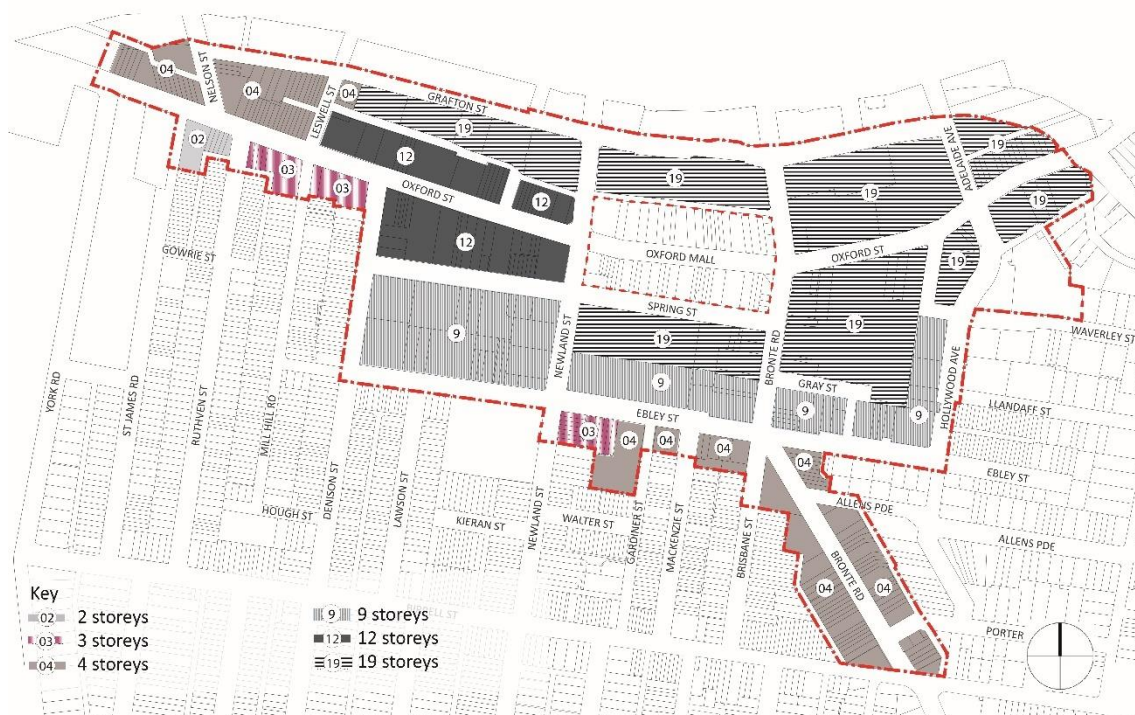 04
NELSON ST
04
LESWELL ST
04
GRAFTON ST
19
02
03
03
12
OXFORD ST
12
12
19
19
ADELAIDE AVE
19
19
19
OXFORD ST
19
OXFORD MALL
GOWRIE ST
9
NEWLAND ST
SPRING ST
19
BRONTE RD
19
HOLLYWOOD AVE
WAVERLEY ST
9
GRAY ST
9
9
LLANDAFF ST
YORK RD
ST JAMES RD
RUTHVEN ST
MILL HILL RD
DENISON ST
LAWSON ST
EBLEY ST
03
04
04
04
04
EBLEY ST
HOUGH ST
KIERAN ST
NEWLAND ST
WALTER ST
GARDINER ST
MACKENZIE ST
BRISBANE ST
ALLENS PDE
ALLENS PDE
BRONTE RD
04
04
PORTER
Key
02 2 storeys
03 3 storeys
04 4 storeys
9 9 storeys
12 12 storeys
19 19 storeys